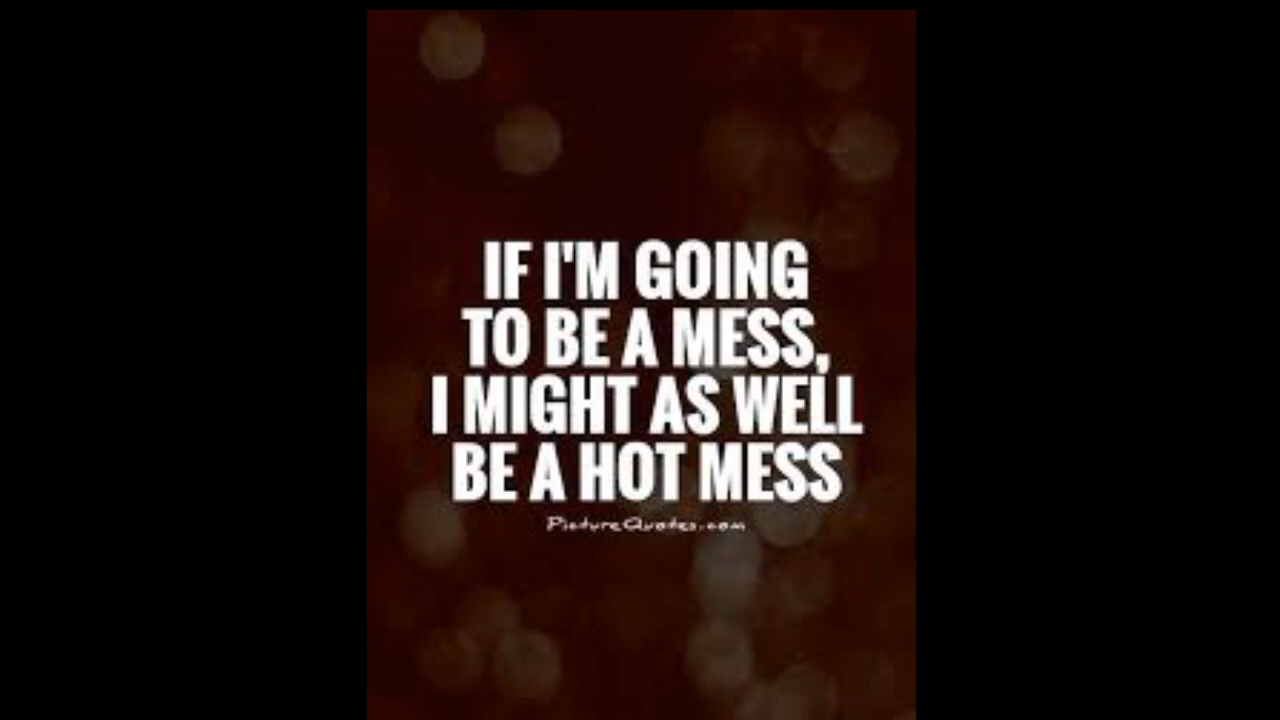 IF I'M GOING
TO BE A MESS,
I MIGHT AS WELL
BE A HOT MESS
PictureQuotes.com